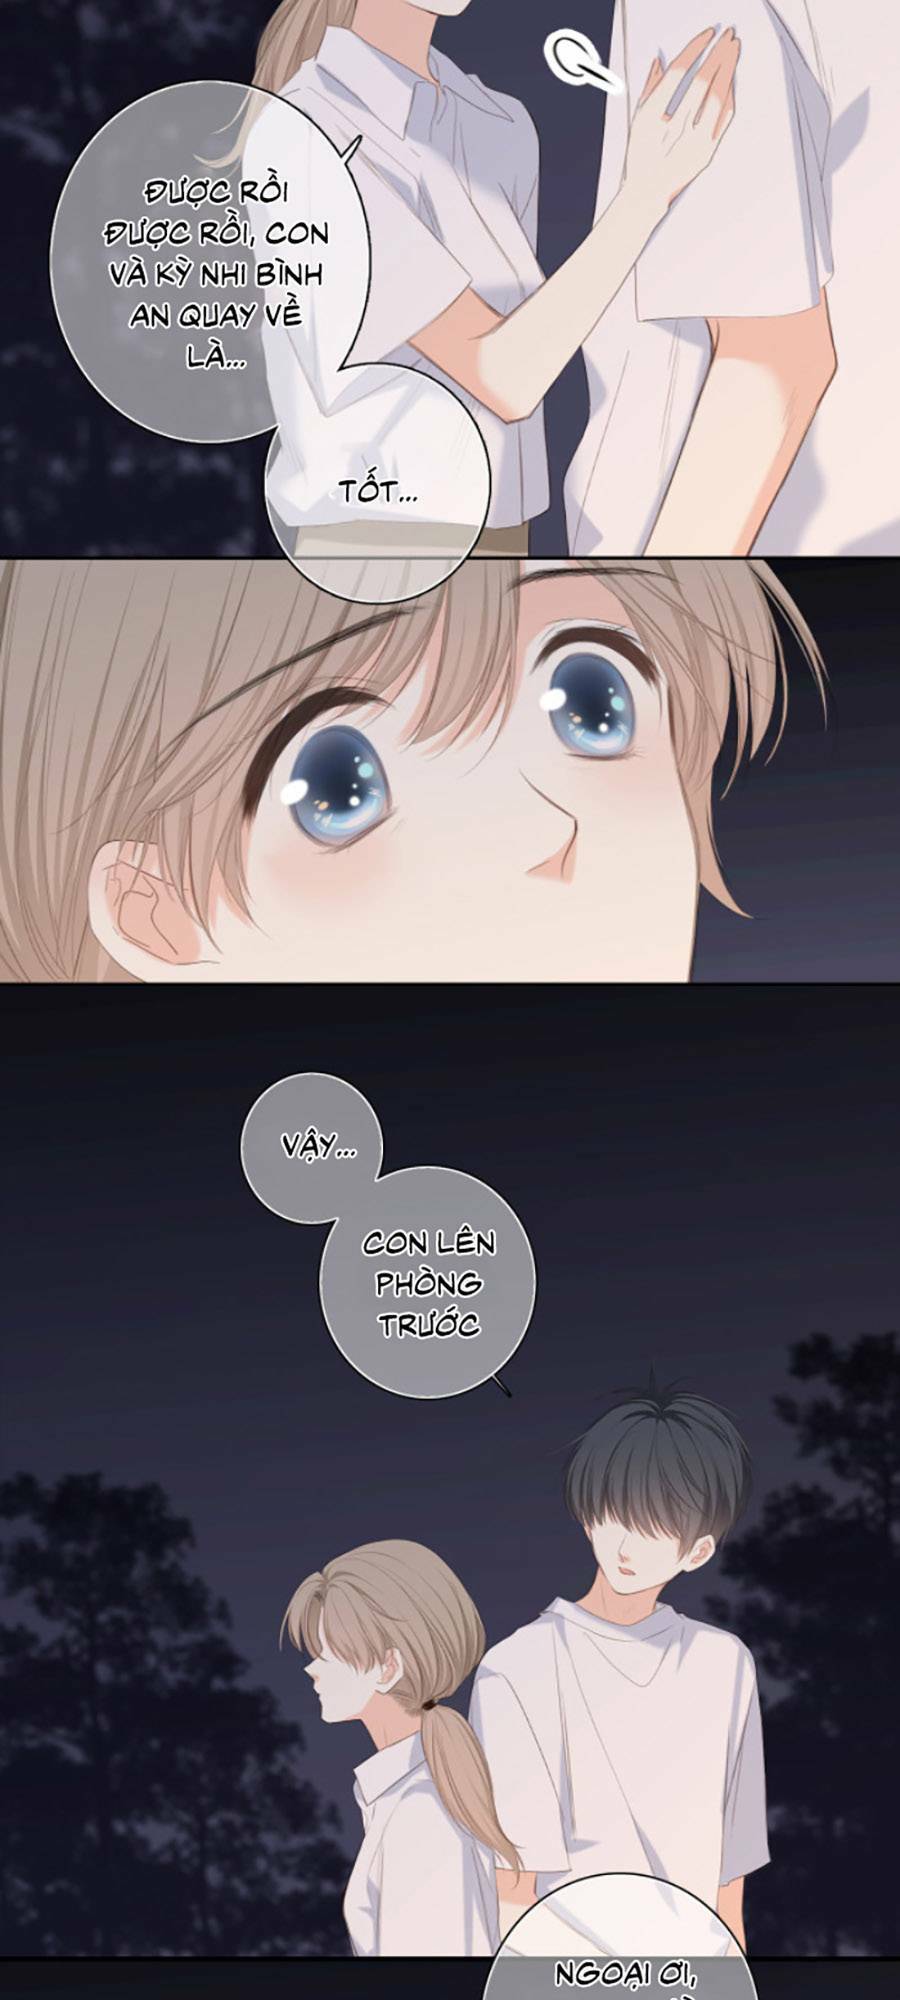 ĐƯỢC RỒI
ĐƯỢC RỒI, CON
VÀ KỲ NHI BÌNH
AN QUAY VỀ
LÀ...
TỐT...
VẬY...
CON LÊN
PHÒNG
TRƯỚC
NGOẠI ƠI,